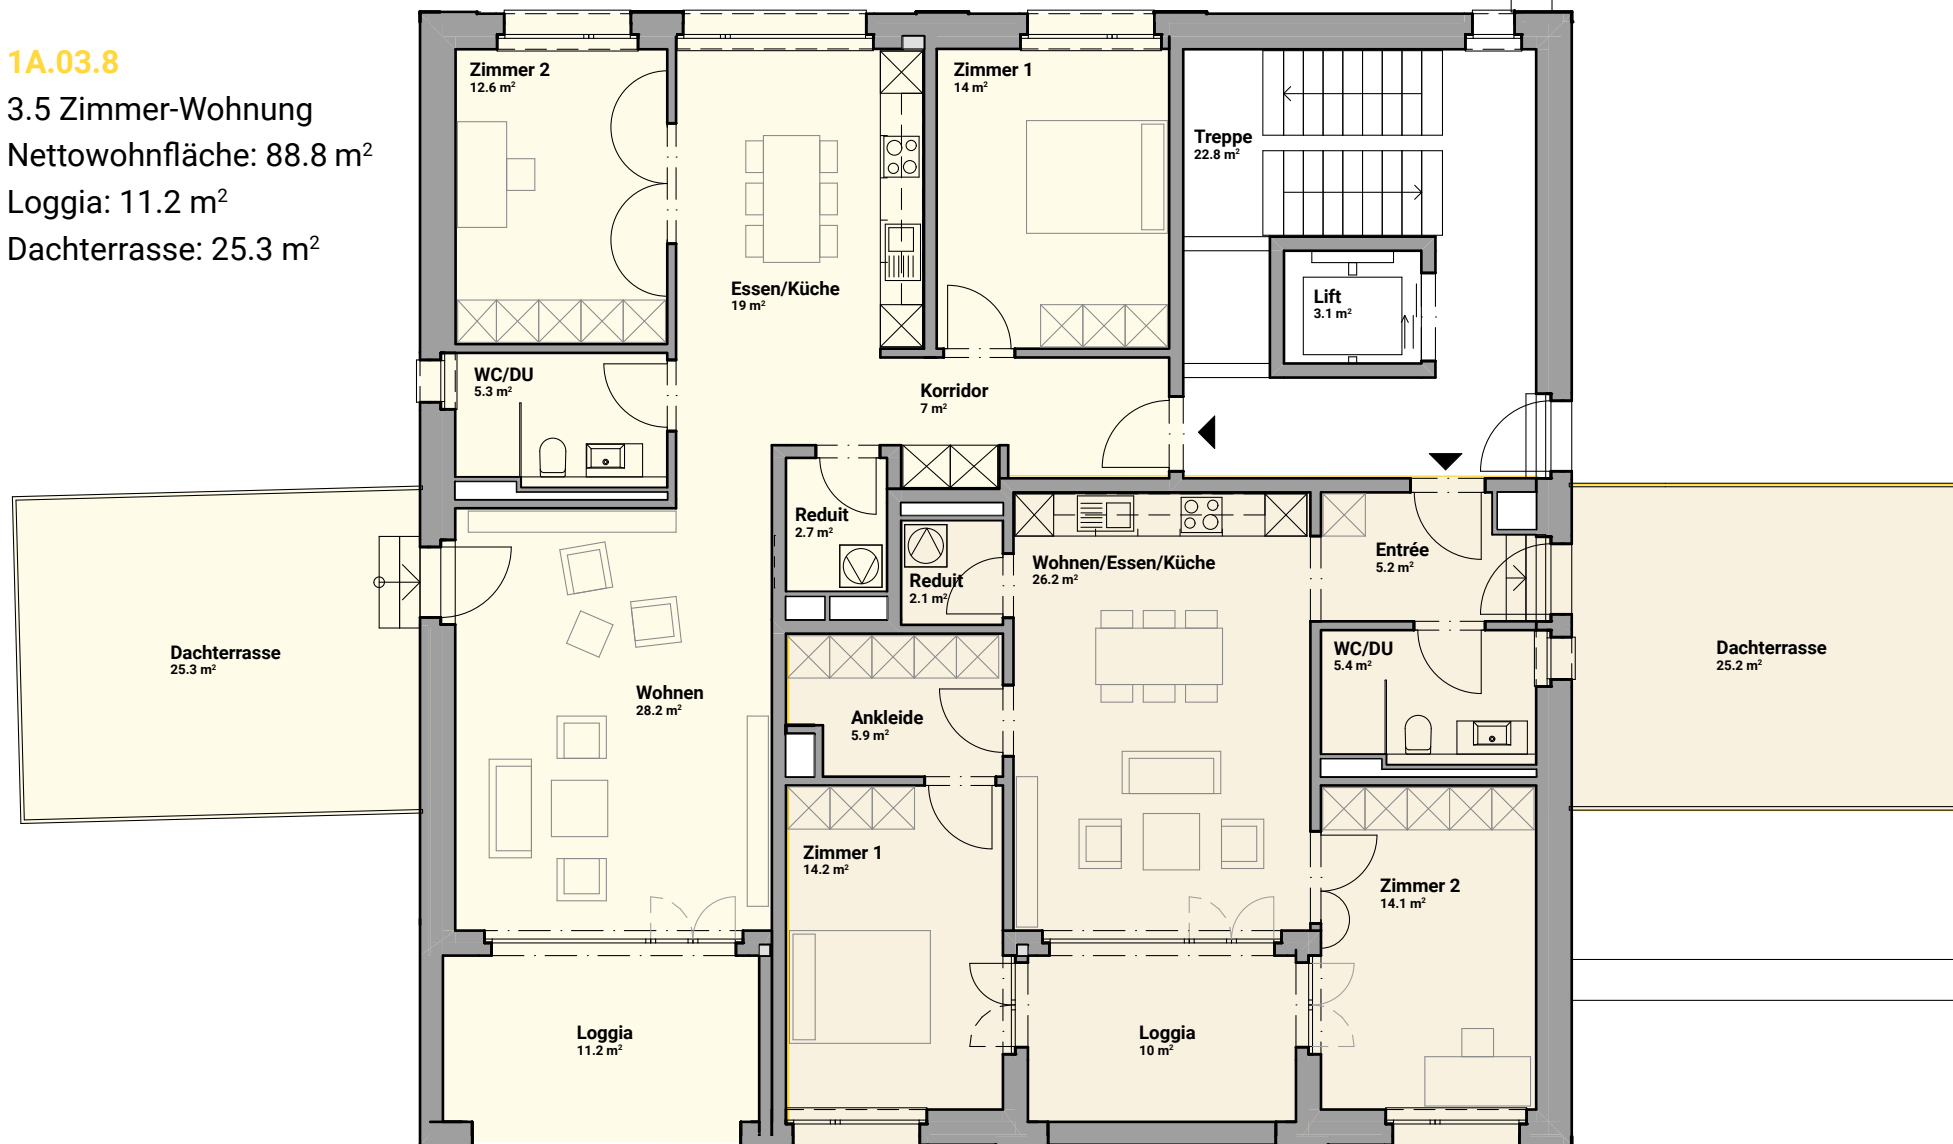 1A.03.8
3.5 Zimmer-Wohnung
Nettowohnfläche: 88.8 m²
Loggia: 11.2 m²
Dachterrasse: 25.3 m²
Zimmer 2
12.6 m²
Essen/Küche
19 m²
Zimmer 1
14 m²
Treppe
22.8 m²
Lift
3.1 m²
WC/DU
5.3 m²
Korridor
7 m²
Reduit
2.7 m²
Reduit
2.1 m²
Wohnen/Essen/Küche
26.2 m²
Entrée
5.2 m²
Dachterrasse
25.3 m²
Wohnen
28.2 m²
Ankleide
5.9 m²
WC/DU
5.4 m²
Dachterrasse
25.2 m²
Zimmer 1
14.2 m²
Zimmer 2
14.1 m²
Loggia
11.2 m²
Loggia
10 m²